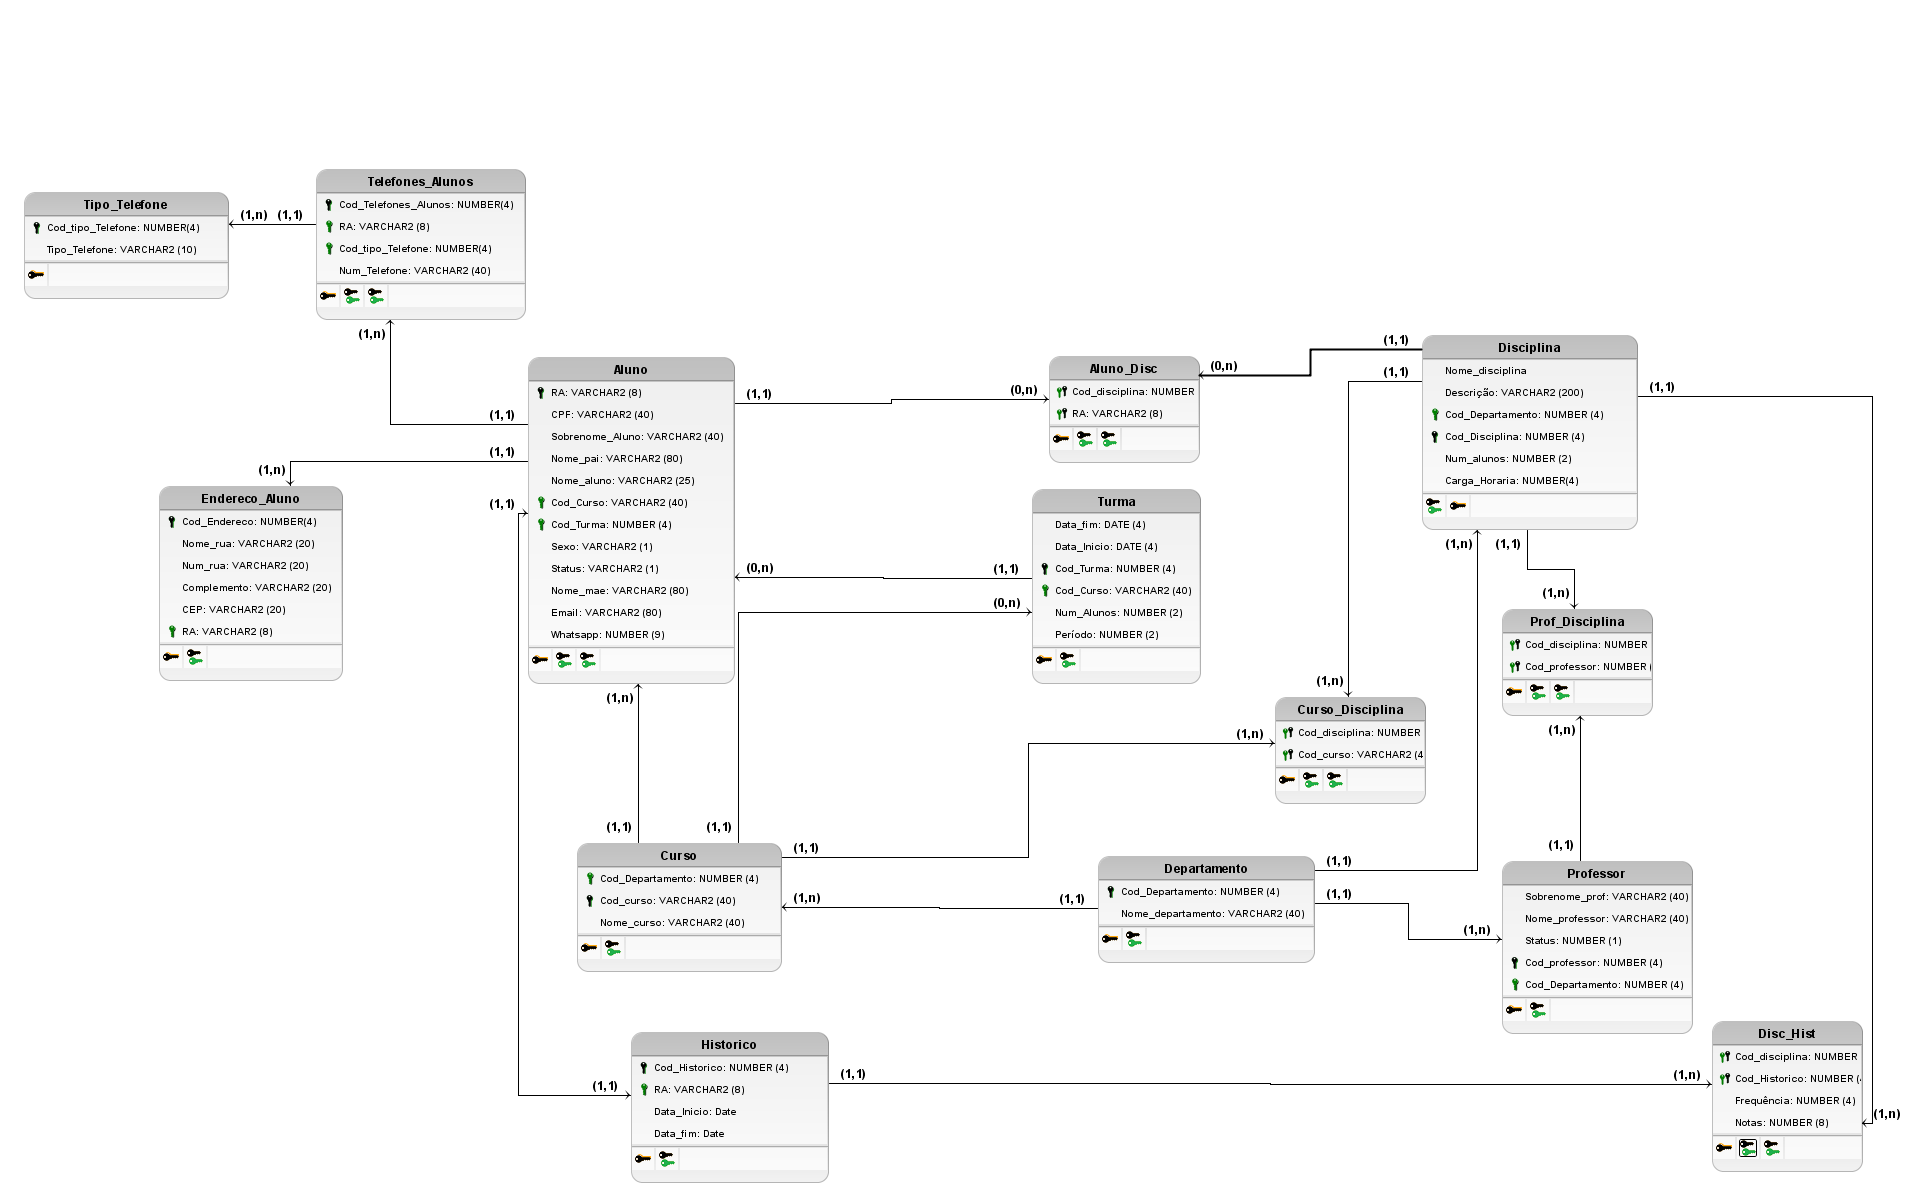 Tipo_Telefone
Cod_tipo_Telefone: NUMBER(4)
Tipo_Telefone: VARCHAR2 (10)
(1,n) (1,1)
Telefones_Alunos
Cod_Telefones_Alunos: NUMBER(4)
RA: VARCHAR2 (8)
Cod_tipo_Telefone: NUMBER(4)
Num_Telefone: VARCHAR2 (40)
(1,n)
(1,1)
(1,1)
(1,n)
(1,1)
Endereco_Aluno
Cod_Endereco: NUMBER(4)
Nome_rua: VARCHAR2 (20)
Num_rua: VARCHAR2 (20)
Complemento: VARCHAR2 (20)
CEP: VARCHAR2 (20)
RA: VARCHAR2 (8)
Aluno
RA: VARCHAR2 (8)
CPF: VARCHAR2 (40)
Sobrenome_Aluno: VARCHAR2 (40)
Nome_pai: VARCHAR2 (80)
Nome_aluno: VARCHAR2 (25)
Cod_Curso: VARCHAR2 (40)
Cod_Turma: NUMBER (4)
Sexo: VARCHAR2 (1)
Status: VARCHAR2 (1)
Nome_mae: VARCHAR2 (80)
Email: VARCHAR2 (80)
Whatsapp: NUMBER (9)
(1,1)
(0,n)
(0,n)
(1,1)
(0,n)
(1,n)
(1,1)
(1,1)
Aluno_Disc
Cod_disciplina: NUMBER
RA: VARCHAR2 (8)
(0,n)
(1,1)
(1,1)
Turma
Data_fim: DATE (4)
Data_Inicio: DATE (4)
Cod_Turma: NUMBER (4)
Cod_Curso: VARCHAR2 (40)
Num_Alunos: NUMBER (2)
Período: NUMBER (2)
Disciplina
Nome_disciplina
Descrição: VARCHAR2 (200)
Cod_Departamento: NUMBER (4)
Cod_Disciplina: NUMBER (4)
Num_alunos: NUMBER (2)
Carga_Horaria: NUMBER(4)
(1,1)
(1,n)
(1,1)
(1,n)
Prof_Disciplina
Cod_disciplina: NUMBER
Cod_professor: NUMBER (
(1,n)
(1,1)
(1,n)
(1,n)
Curso_Disciplina
Cod_disciplina: NUMBER
Cod_curso: VARCHAR2 (4
Curso
Cod_Departamento: NUMBER (4)
Cod_curso: VARCHAR2 (40)
Nome_curso: VARCHAR2 (40)
(1,1)
(1,n)
(1,1)
Departamento
Cod_Departamento: NUMBER (4)
Nome_departamento: VARCHAR2 (40)
(1,1)
(1,1)
(1,n)
Professor
Sobrenome_prof: VARCHAR2 (40)
Nome_professor: VARCHAR2 (40)
Status: NUMBER (1)
Cod_professor: NUMBER (4)
Cod_Departamento: NUMBER (4)
Historico
Cod_Historico: NUMBER (4)
RA: VARCHAR2 (8)
Data_Inicio: Date
Data_fim: Date
(1,1)
(1,1)
(1,n)
Disc_Hist
Cod_disciplina: NUMBER
Cod_Historico: NUMBER (
Frequência: NUMBER (4)
Notas: NUMBER (8)
(1,n)